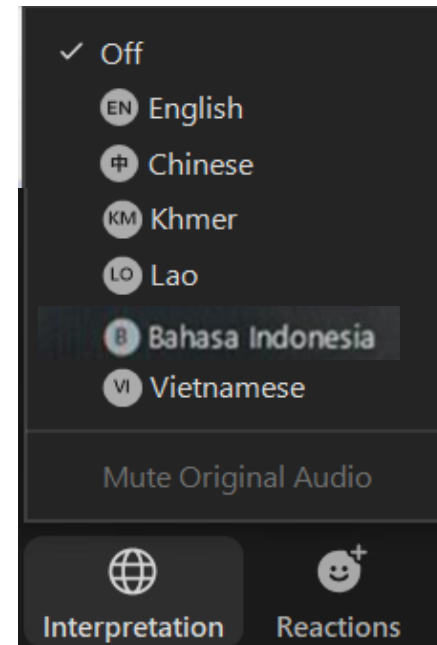 Off
EN English
中 Chinese
KM Khmer
LO Lao
B Bahasa Indonesia
VI Vietnamese
Mute Original Audio
Interpretation
Reactions